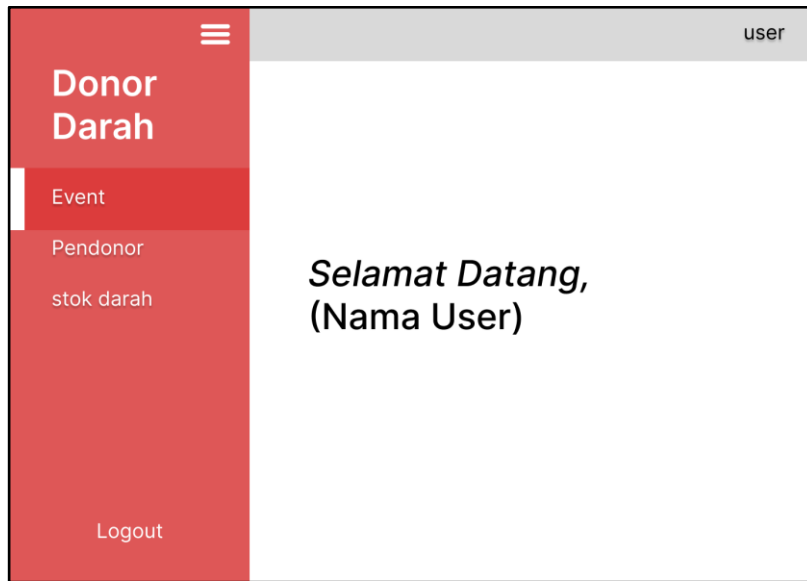 Donor
Darah
Event
Pendonor
stok darah
Logout
user
Selamat Datang,
(Nama User)